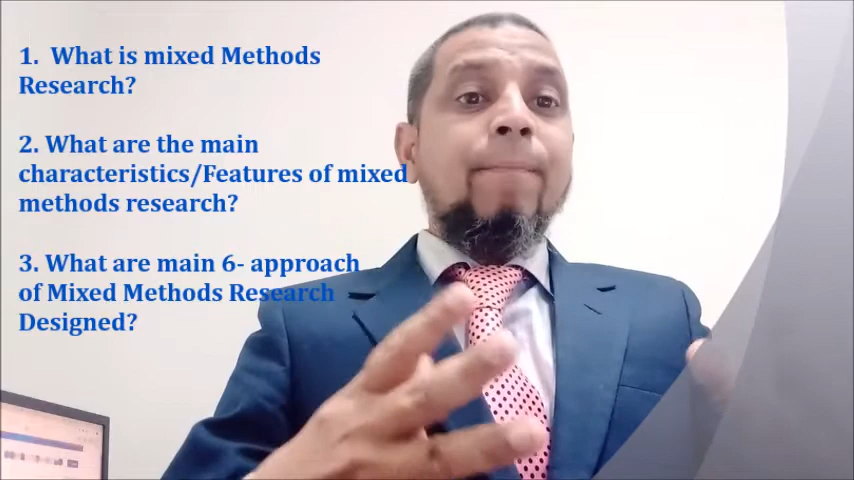 1. What is mixed Methods
Research?
2. What are the main
characteristics/Features of mixed
methods research?
3. What are main 6- approach
of Mixed Methods Research
Designed?